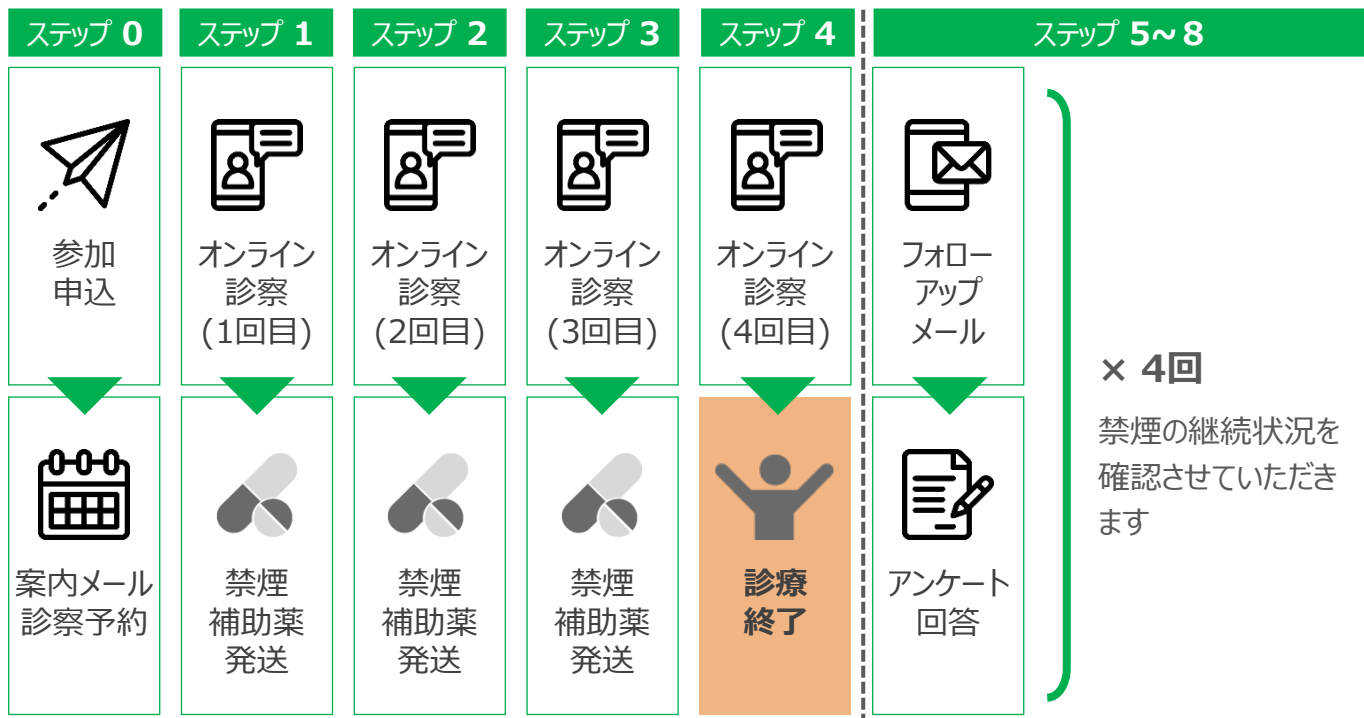 ステップ 0
参加
申込
案内メール
診察予約
ステップ 1
オンライン
診察
(1回目)
禁煙
補助薬
発送
ステップ 2
オンライン
診察
(2回目)
禁煙
補助薬
発送
ステップ 3
オンライン
診察
(3回目)
禁煙
補助薬
発送
ステップ 4
オンライン
診察
(4回目)
診療
終了
ステップ 5~8
フォロー
アップ
メール
アンケート
回答
× 4回
禁煙の継続状況を
確認させていただき
ます